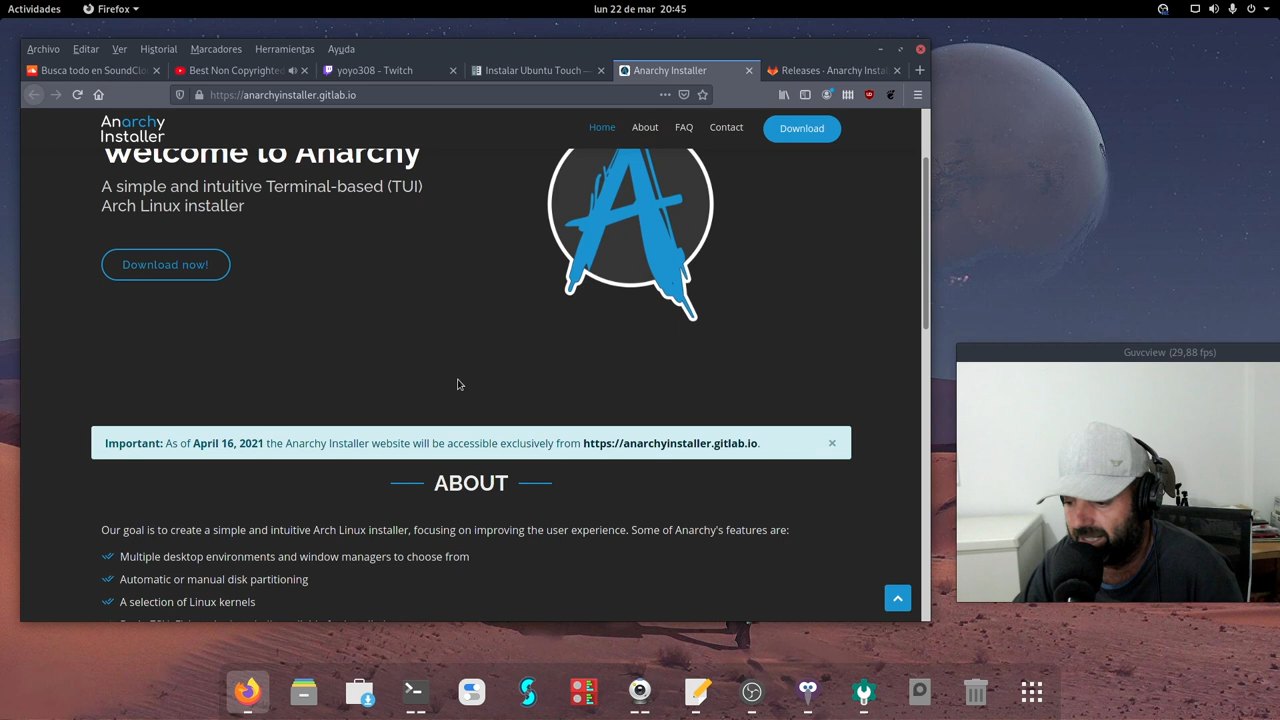 Actividades
Firefox
lun 22 de mar 20:45
Archivo Editar Ver Historial Marcadores Herramientas Ayuda
Busca todo en SoundClo
Best Non Copyrighted
yoyo308 - Twitch
Instalar Ubuntu Touch —
Anarchy Installer
Releases · Anarchy Instal
https://anarchyinstaller.gitlab.io
Anarchy
Installer
Home About FAQ Contact Download
Welcome to Anarchy
A simple and intuitive Terminal-based (TUI)
Arch Linux installer
Download now!
Guvcview (29,88 fps)
Important: As of April 16, 2021 the Anarchy Installer website will be accessible exclusively from https://anarchyinstaller.gitlab.io.
ABOUT
Our goal is to create a simple and intuitive Arch Linux installer, focusing on improving the user experience. Some of Anarchy's features are:
Multiple desktop environments and window managers to choose from
Automatic or manual disk partitioning
A selection of Linux kernels